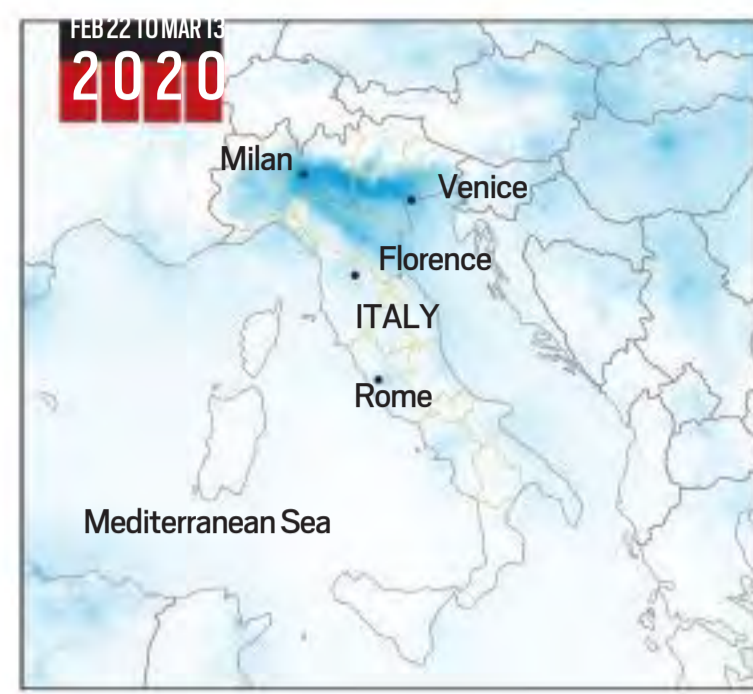 FEB 22 TO MAR 13
2020
Milan
Venice
Florence
ITALY
Rome
Mediterranean Sea